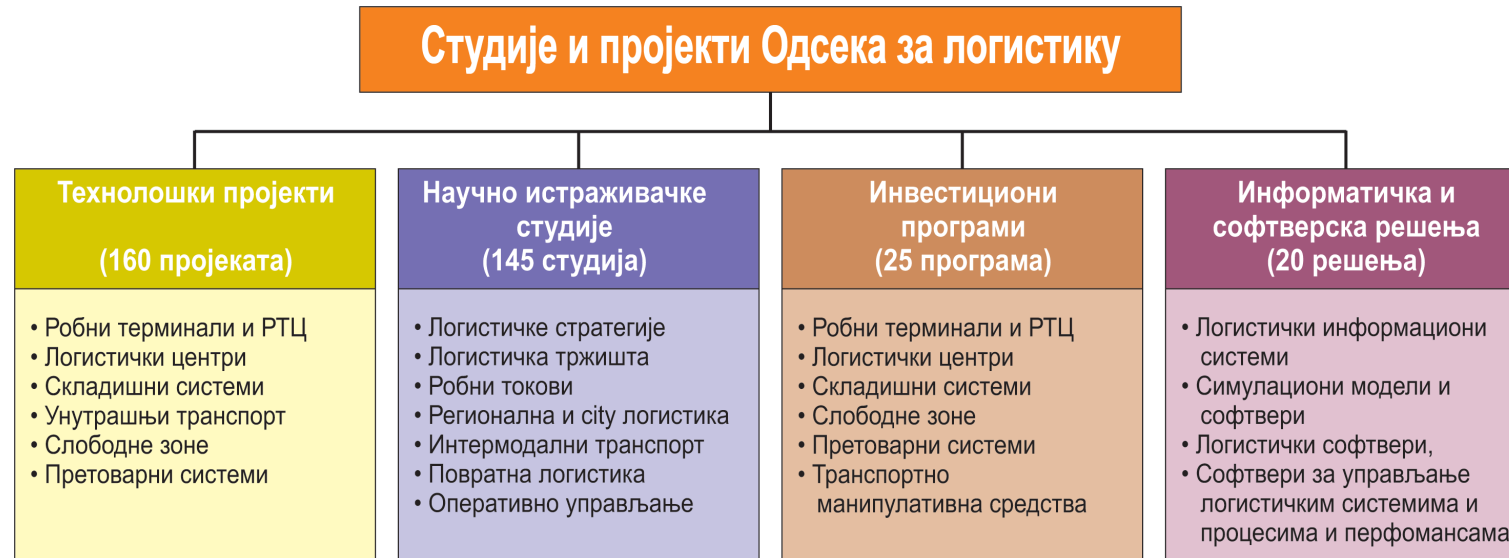 Студије и пројекти Одсека за логистику
Технолошки пројекти
(160 пројеката)
• Робни терминали и РТЦ
• Логистички центри
• Складишни системи
• Унутрашњи транспорт
• Слободне зоне
• Претоварни системи
Научно истраживачке
студије
(145 студија)
• Логистичке стратегије
• Логистичка тржишта
• Робни токови
• Регионална и city логистика
• Интермодални транспорт
• Повратна логистика
• Оперативно управљање
Инвестициони
програми
(25 програма)
• Робни терминали и РТЦ
• Логистички центри
• Складишни системи
• Слободне зоне
• Претоварни системи
• Транспортно
манипулативна средства
Информатичка и
софтверска решења
(20 решења)
• Логистички информациони
системи
• Симулациони модели и
софтвери
• Логистички софтвери,
• Софтвери за управљање
логистичким системима и
процесима и перфомансама